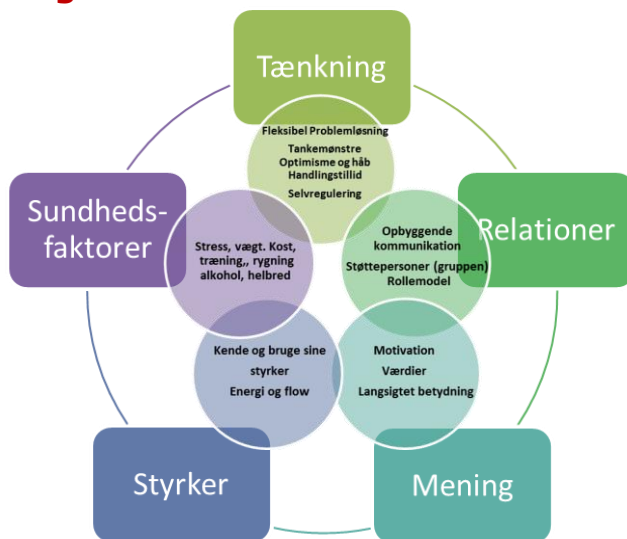 Tænkning
Fleksibel Problemløsning
Tankemønstre
Optimisme og håb
Handlingstillid
Selvregulering
Sundheds-
faktorer
Stress, vægt. Kost,
træning,, rygning
alkohol, helbred
Relationer
Opbyggende
kommunikation
Støttepersoner (gruppen)
Rollemodel
Kende og bruge sine
styrker
Energi og flow
Motivation
Værdier
Langsigtet betydning
Styrker
Mening